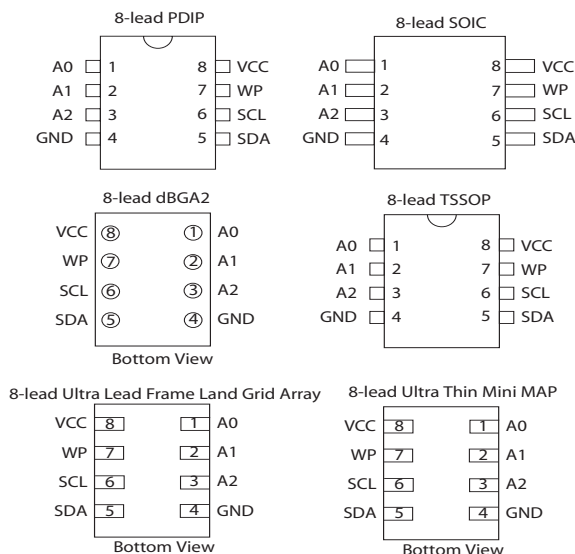 8-lead PDIP
A0 1 8 VCC
A1 2 7 WP
A2 3 6 SCL
GND 4 5 SDA
8-lead SOIC
A0 1 8 VCC
A1 2 7 WP
A2 3 6 SCL
GND 4 5 SDA
8-lead dBGA2
VCC 8 1 A0
WP 7 2 A1
SCL 6 3 A2
SDA 5 4 GND
Bottom View
8-lead TSSOP
A0 1 8 VCC
A1 2 7 WP
A2 3 6 SCL
GND 4 5 SDA
8-lead Ultra Lead Frame Land Grid Array
VCC 8 1 A0
WP 7 2 A1
SCL 6 3 A2
SDA 5 4 GND
Bottom View
8-lead Ultra Thin Mini MAP
VCC 8 1 A0
WP 7 2 A1
SCL 6 3 A2
SDA 5 4 GND
Bottom View